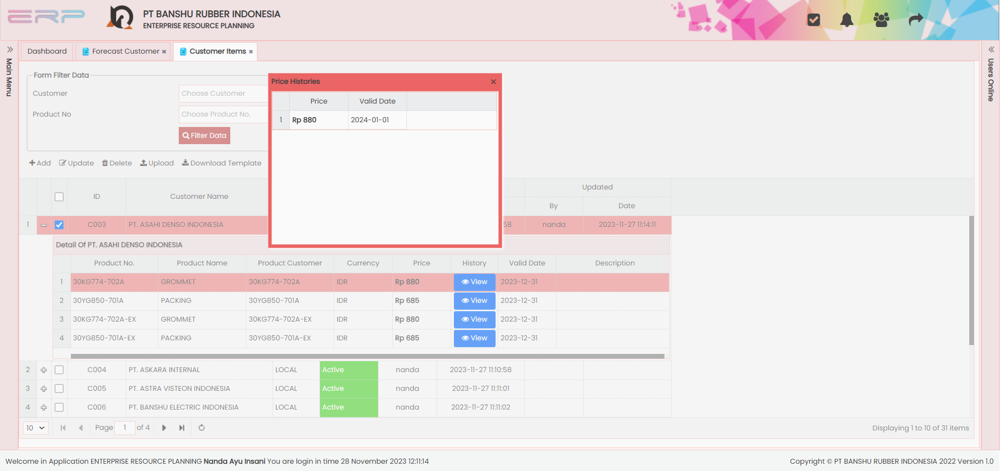 ERP
PT BANSHU RUBBER INDONESIA
ENTERPRISE RESOURCE PLANNING
Main Menu
Dashboard
Forecast Customer
Customer Items
Users Online
Form Filter Data
Customer
Choose Customer
Product No
Choose Product No.
Filter Data
Price Histories
Price Valid Date
1 Rp 880 2024-01-01
Add Update Delete Upload Download Template
ID Customer Name Updated
By Date
1 C003 PT. ASAHI DENSO INDONESIA 58 nanda 2023-11-27 11:14:11
Detail Of PT. ASAHI DENSO INDONESIA
Product No. Product Name Product Customer Currency Price History Valid Date Description
1 30KG774-702A GROMMET 30KG774-702A IDR Rp 880 View 2023-12-31
2 30YG850-701A PACKING 30YG850-701A IDR Rp 685 View 2023-12-31
3 30KG774-702A-EX GROMMET 30KG774-702A-EX IDR Rp 880 View 2023-12-31
4 30YG850-701A-EX PACKING 30YG850-701A-EX IDR Rp 685 View 2023-12-31
2 C004 PT. ASKARA INTERNAL LOCAL Active nanda 2023-11-27 11:10:58
3 C005 PT. ASTRA VISTEON INDONESIA LOCAL Active nanda 2023-11-27 11:11:01
4 C006 PT. BANSHU ELECTRIC INDONESIA LOCAL Active nanda 2023-11-27 11:11:02
10 Page 1 of 4 Displaying 1 to 10 of 31 items
Welcome in Application ENTERPRISE RESOURCE PLANNING Nanda Ayu Insani You are login in time 28 November 2023 12:11:14
Copyright © PT BANSHU RUBBER INDONESIA 2022 Version 1.0